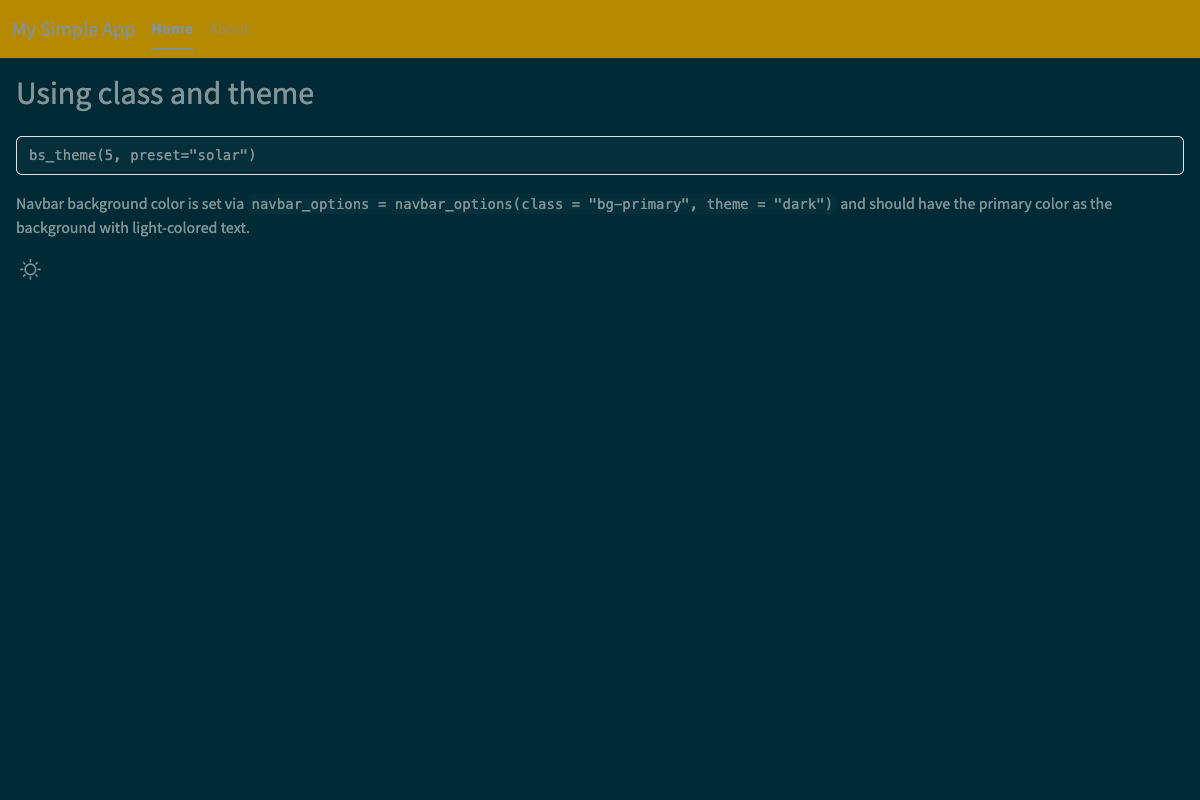 My Simple App Home About
Using class and theme
bs_theme(5, preset="solar")
Navbar background color is set via navbar_options = navbar_options(class = "bg-primary", theme = "dark") and should have the primary color as the
background with light-colored text.